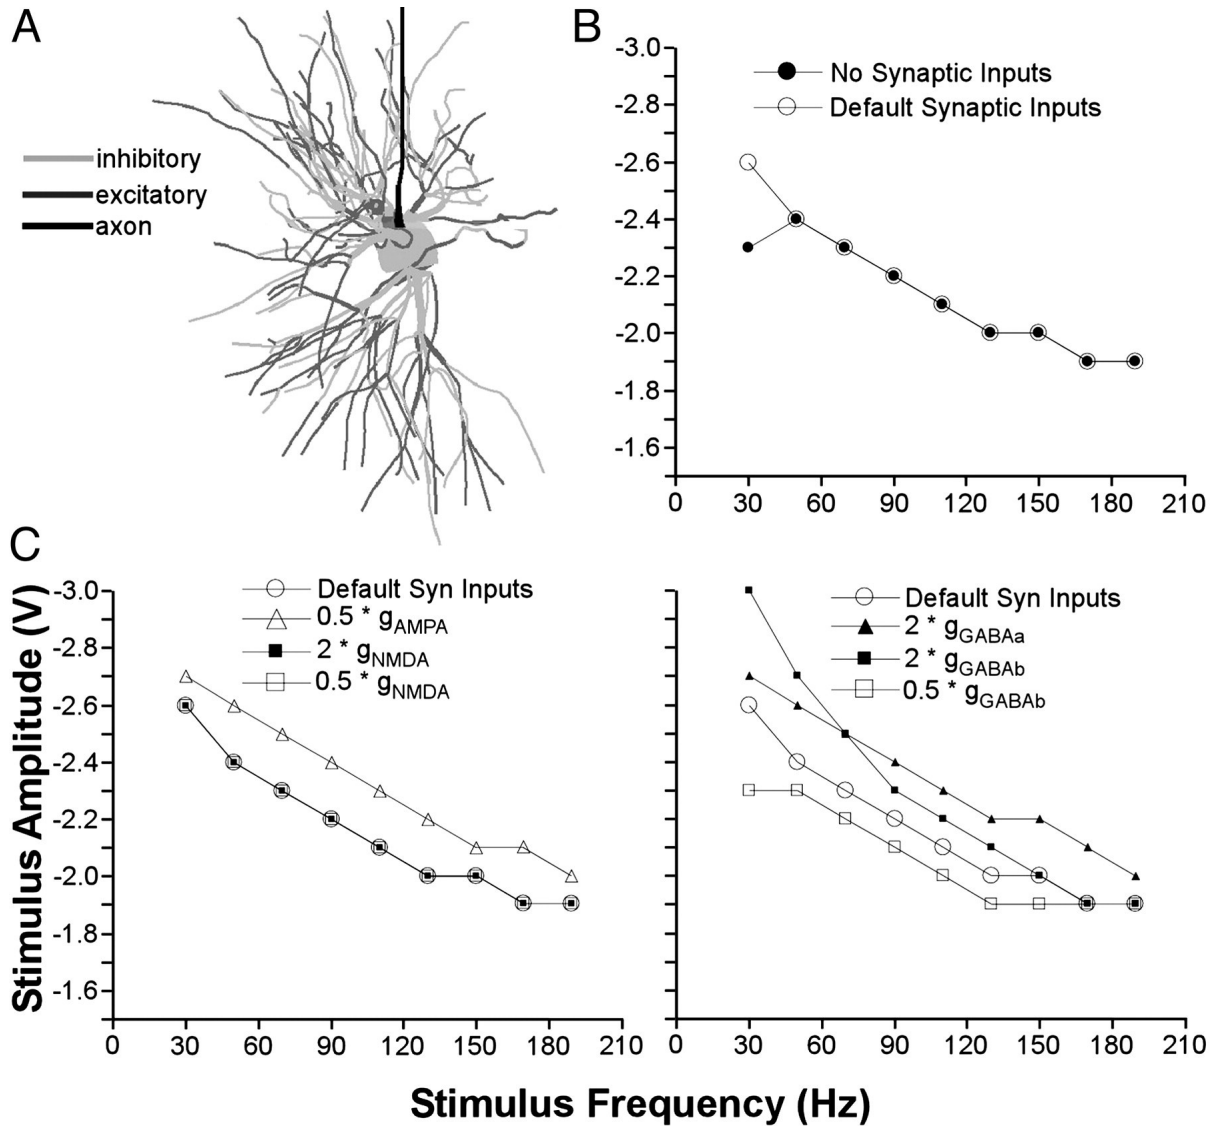 A
inhibitory
excitatory
axon
B
No Synaptic Inputs
Default Synaptic Inputs
-3.0
-2.8
-2.6
-2.4
-2.2
-2.0
-1.8
-1.6
0 30 60 90 120 150 180 210
C
Stimulus Amplitude (V)
Default Syn Inputs
0.5 * gAMPA
2 * gNMDA
0.5 * gNMDA
-3.0
-2.8
-2.6
-2.4
-2.2
-2.0
-1.8
-1.6
0 30 60 90 120 150 180 210
Default Syn Inputs
2 * gGABAa
2 * gGABAb
0.5 * gGABAb
0 30 60 90 120 150 180 210
Stimulus Frequency (Hz)